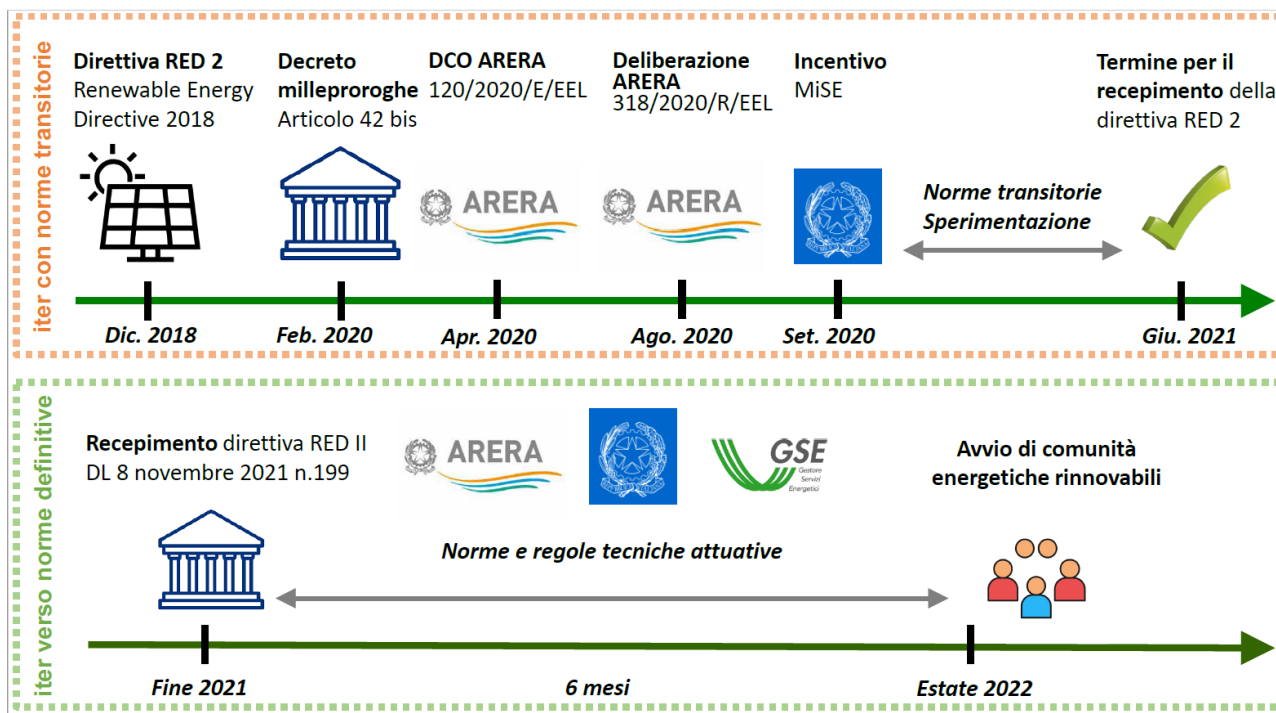 iter con norme transitorie
Direttiva RED 2
Renewable Energy
Directive 2018
Decreto
milleproroghe
Articolo 42 bis
DCO ARERA
120/2020/E/EEL
Deliberazione
ARERA
318/2020/R/EEL
Incentivo
MiSE
Termine per il
recepimento della
direttiva RED 2
ARERA
ARERA
Norme transitorie
Sperimentazione
Dic. 2018
Feb. 2020
Apr. 2020
Ago. 2020
Set. 2020
Giu. 2021
iter verso norme definitive
Recepimento direttiva RED II
DL 8 novembre 2021 n.199
ARERA
GSE
Gestore
Servizi
Energetici
Avvio di comunità
energetiche rinnovabili
Norme e regole tecniche attuative
Fine 2021
6 mesi
Estate 2022